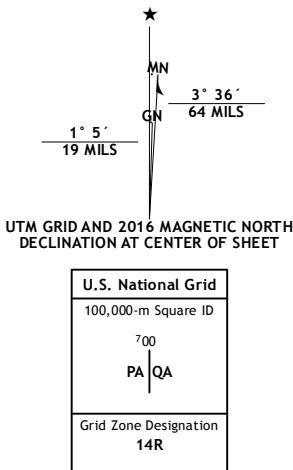 ★
MN
3° 36´
64 MILS
GN
1° 5´
19 MILS
UTM GRID AND 2016 MAGNETIC NORTH
DECLINATION AT CENTER OF SHEET
U.S. National Grid
100,000-m Square ID
⁷00
PA QA
Grid Zone Designation
14R